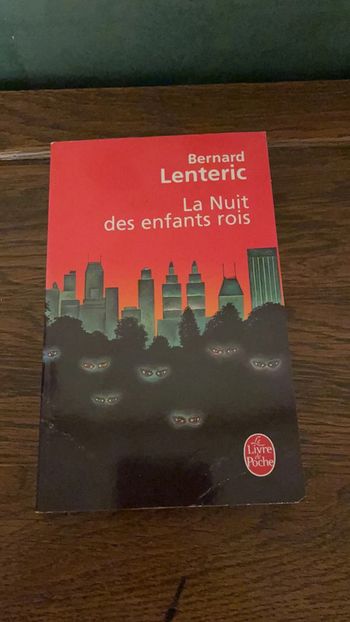 Bernard
Lenteric
La Nuit
des enfants rois
Le
Livre
de
Poche